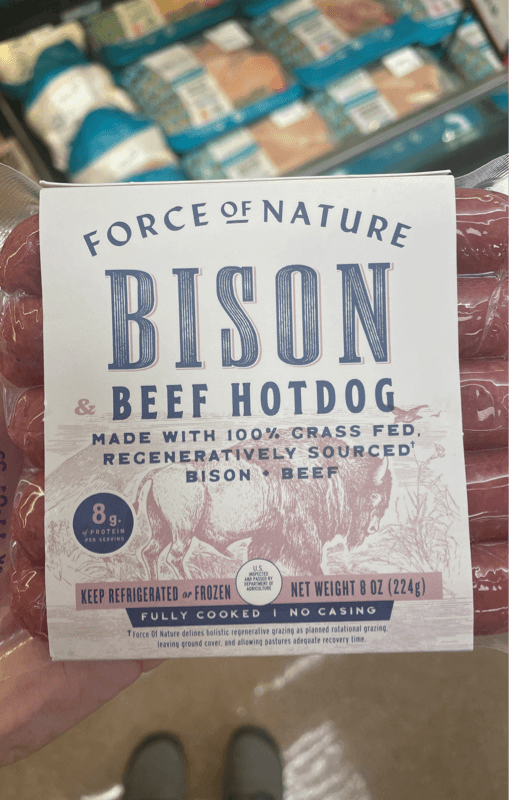 FORCE OF NATURE
BISON
& BEEF HOTDOG
MADE WITH 100% GRASS FED,
REGENERATIVELY SOURCED†
BISON • BEEF
8g.
of PROTEIN
PER SERVING
U.S.
INSPECTED
AND PASSED BY
DEPARTMENT OF
AGRICULTURE
KEEP REFRIGERATED or FROZEN
NET WEIGHT 8 OZ (224g)
FULLY COOKED | NO CASING
† Force Of Nature defines holistic regenerative grazing as planned rotational grazing,
leaving ground cover, and allowing pastures adequate recovery time.